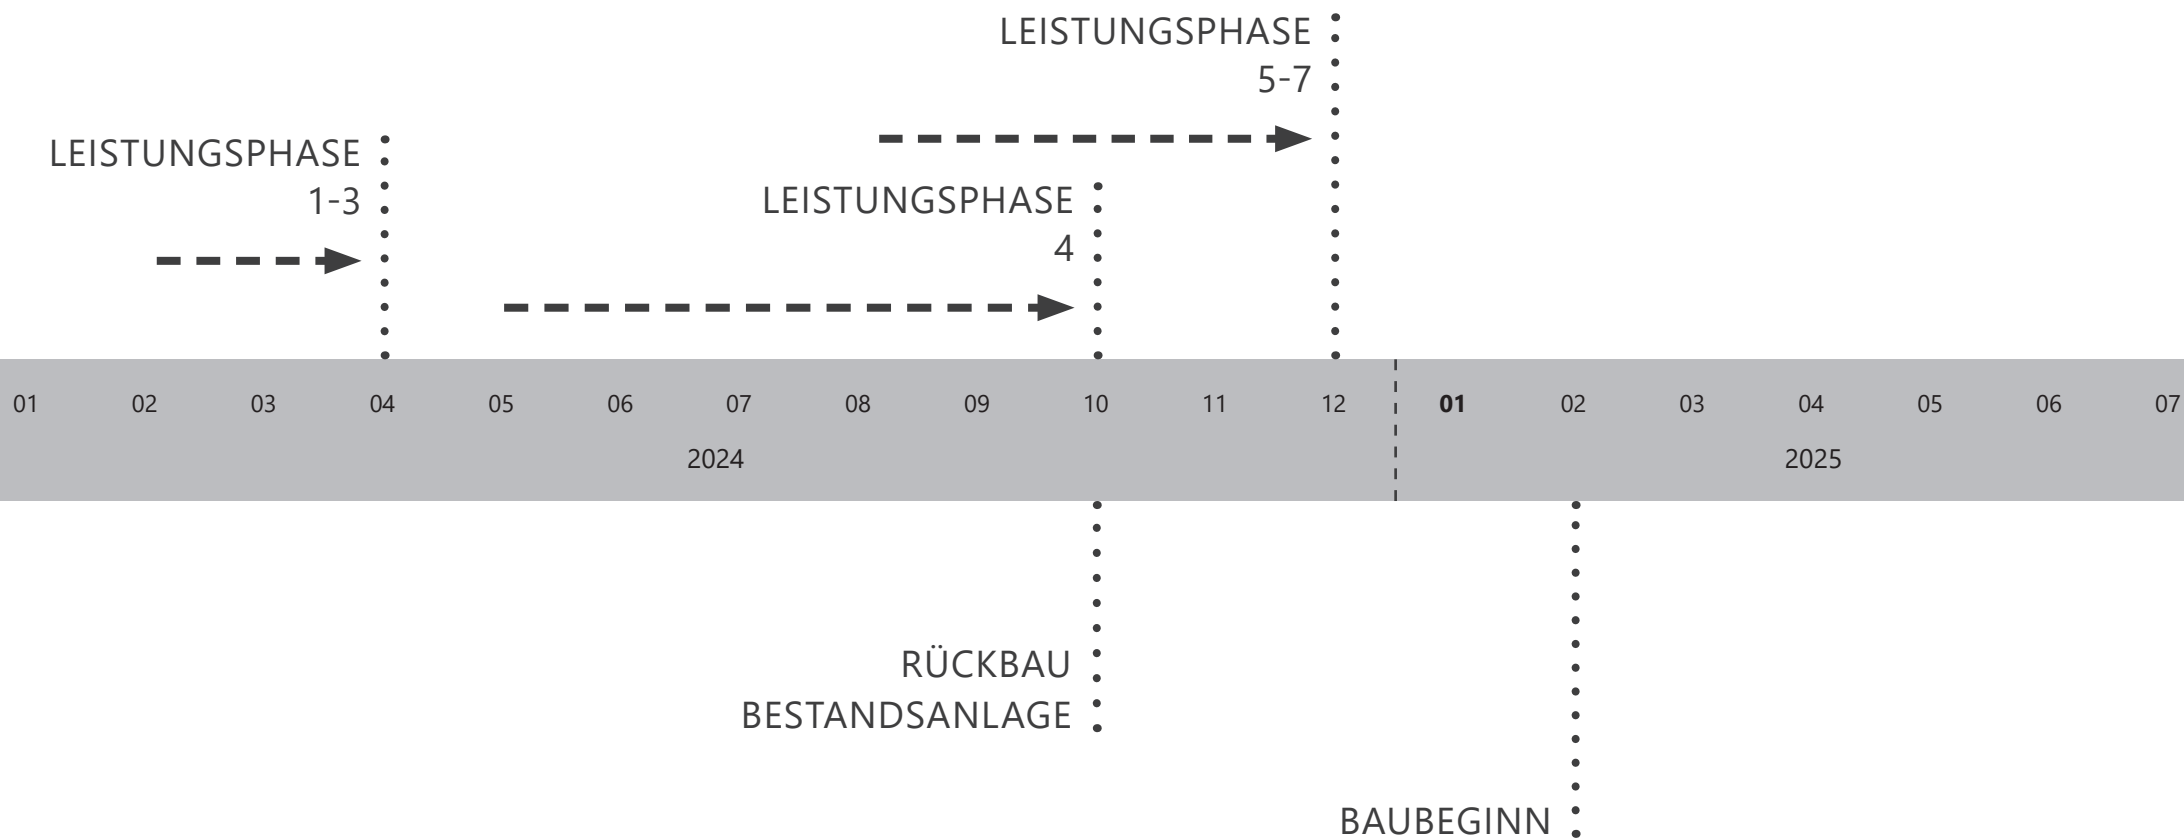 LEISTUNGSPHASE
5-7
LEISTUNGSPHASE
1-3
LEISTUNGSPHASE
4
01 02 03 04 05 06 07 08 09 10 11 12 01 02 03 04 05 06 07
2024 2025
RÜCKBAU
BESTANDSANLAGE
BAUBEGINN